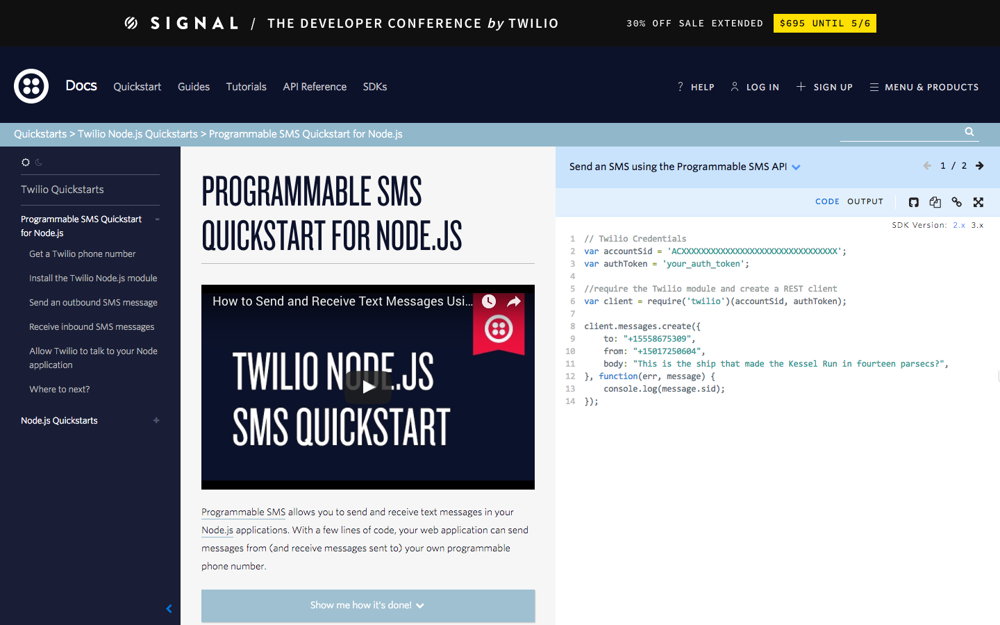 SIGNAL / THE DEVELOPER CONFERENCE by TWILIO
30% OFF SALE EXTENDED $695 UNTIL 5/6
Docs Quickstart Guides Tutorials API Reference SDKs
? HELP LOG IN SIGN UP MENU & PRODUCTS
Quickstarts > Twilio Node.js Quickstarts > Programmable SMS Quickstart for Node.js
Twilio Quickstarts
Programmable SMS Quickstart
for Node.js
Get a Twilio phone number
Install the Twilio Node.js module
Send an outbound SMS message
Receive inbound SMS messages
Allow Twilio to talk to your Node
application
Where to next?
Node.js Quickstarts
PROGRAMMABLE SMS
QUICKSTART FOR NODE.JS
How to Send and Receive Text Messages Usi...
TWILIO NODE.JS
SMS QUICKSTART
Programmable SMS allows you to send and receive text messages in your
Node.js applications. With a few lines of code, your web application can send
messages from (and receive messages sent to) your own programmable
phone number.
Show me how it's done!
Send an SMS using the Programmable SMS API
1 / 2
CODE OUTPUT
SDK Version: 2.x 3.x
1 // Twilio Credentials
2 var accountSid = 'ACXXXXXXXXXXXXXXXXXXXXXXXXXXXXXXXX';
3 var authToken = 'your_auth_token';
4
5 //require the Twilio module and create a REST client
6 var client = require('twilio')(accountSid, authToken);
7
8 client.messages.create({
9 to: "+15558675309",
10 from: "+15017250604",
11 body: "This is the ship that made the Kessel Run in fourteen parsecs?",
12 }, function(err, message) {
13 console.log(message.sid);
14 });